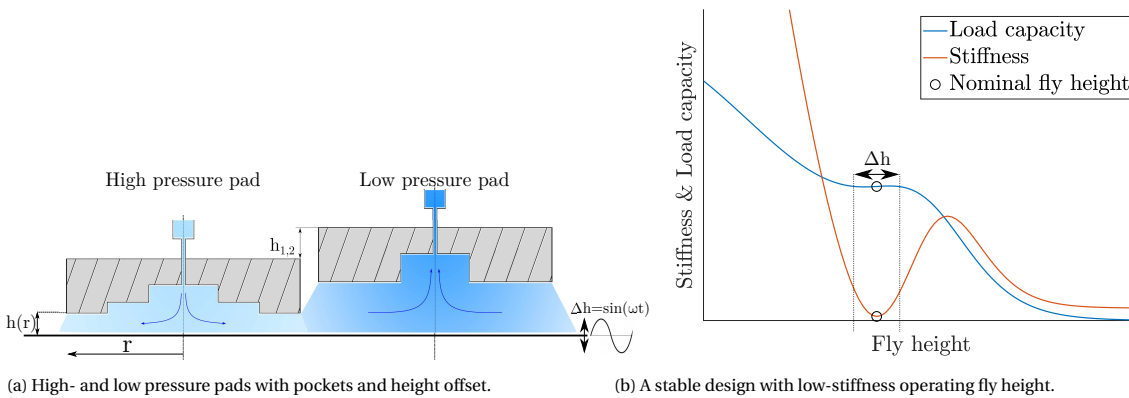 High pressure pad
Low pressure pad
h1,2
h(r)
r
Δh=sin(ωt)
(a) High- and low pressure pads with pockets and height offset.
Stiffness & Load capacity
Load capacity
Stiffness
Nominal fly height
Δh
Fly height
(b) A stable design with low-stiffness operating fly height.